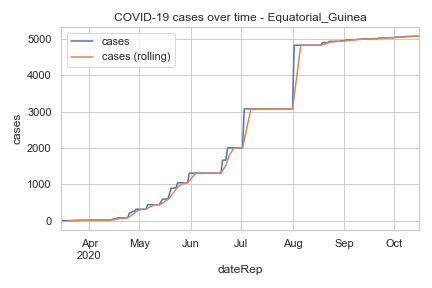 COVID-19 cases over time - Equatorial_Guinea
cases
cases (rolling)
5000
4000
3000
2000
1000
0
cases
Apr May Jun Jul Aug Sep Oct
2020
dateRep